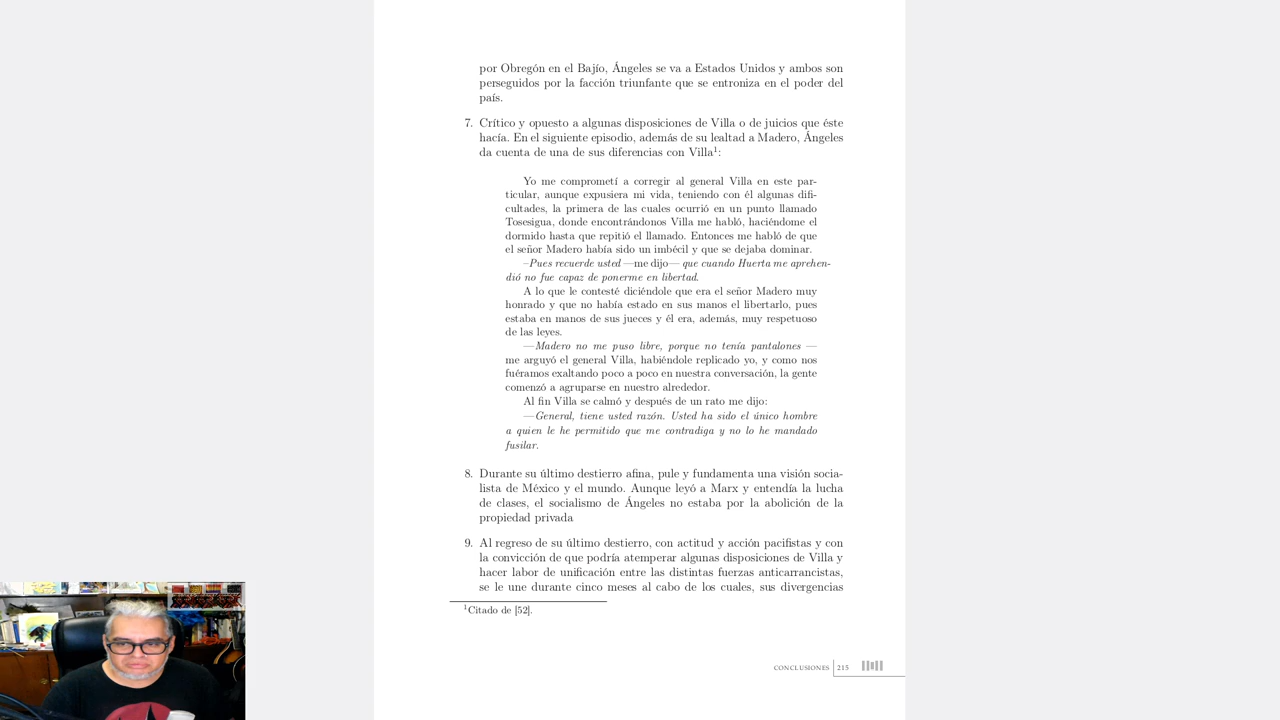 por Obregón en el Bajío, Ángeles se va a Estados Unidos y ambos son
perseguidos por la facción triunfante que se entroniza en el poder del
país.
7. Crítico y opuesto a algunas disposiciones de Villa o de juicios que éste
hacía. En el siguiente episodio, además de su lealtad a Madero, Ángeles
da cuenta de una de sus diferencias con Villa¹:
Yo me comprometí a corregir al general Villa en este par-
ticular, aunque expusiera mi vida, teniendo con él algunas difi-
cultades, la primera de las cuales ocurrió en un punto llamado
Tosesigua, donde encontrándonos Villa me habló, haciéndome el
dormido hasta que repitió el llamado. Entonces me habló de que
el señor Madero había sido un imbécil y que se dejaba dominar.
–Pues recuerde usted —me dijo— que cuando Huerta me aprehen-
dió no fue capaz de ponerme en libertad.
A lo que le contesté diciéndole que era el señor Madero muy
honrado y que no había estado en sus manos el libertarlo, pues
estaba en manos de sus jueces y él era, además, muy respetuoso
de las leyes.
—Madero no me puso libre, porque no tenía pantalones —
me arguyó el general Villa, habiéndole replicado yo, y como nos
fuéramos exaltando poco a poco en nuestra conversación, la gente
comenzó a agruparse en nuestro alrededor.
Al fin Villa se calmó y después de un rato me dijo:
—General, tiene usted razón. Usted ha sido el único hombre
a quien le he permitido que me contradiga y no lo he mandado
fusilar.
8. Durante su último destierro afina, pule y fundamenta una visión socia-
lista de México y el mundo. Aunque leyó a Marx y entendía la lucha
de clases, el socialismo de Ángeles no estaba por la abolición de la
propiedad privada
9. Al regreso de su último destierro, con actitud y acción pacifistas y con
la convicción de que podría atemperar algunas disposiciones de Villa y
hacer labor de unificación entre las distintas fuerzas anticarrancistas,
se le une durante cinco meses al cabo de los cuales, sus divergencias
¹Citado de [52].
CONCLUSIONES 215